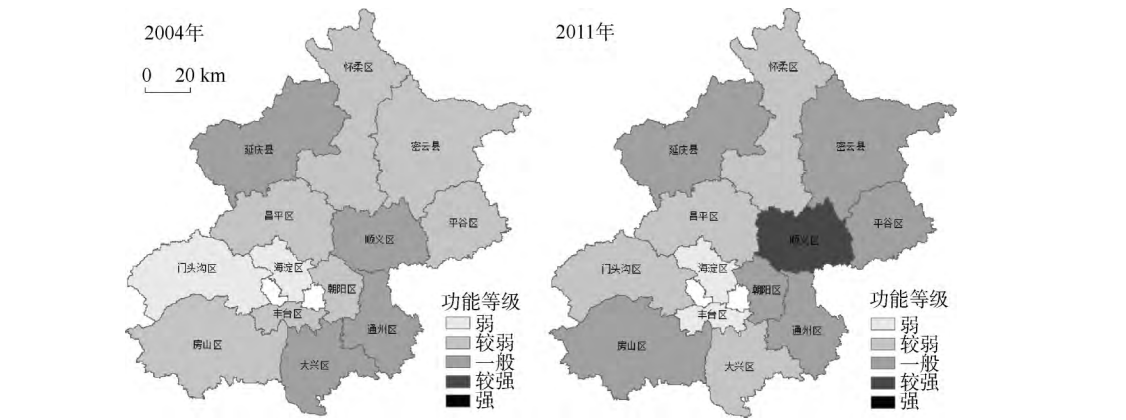 2004年
0 20 km
怀柔区
延庆县
密云县
昌平区
平谷区
顺义区
门头沟区
海淀区
朝阳区
丰台区
通州区
房山区
大兴区
功能等级
弱
较弱
一般
较强
强
2011年
怀柔区
延庆县
密云县
昌平区
平谷区
顺义区
门头沟区
海淀区
朝阳区
丰台区
通州区
房山区
大兴区
功能等级
弱
较弱
一般
较强
强